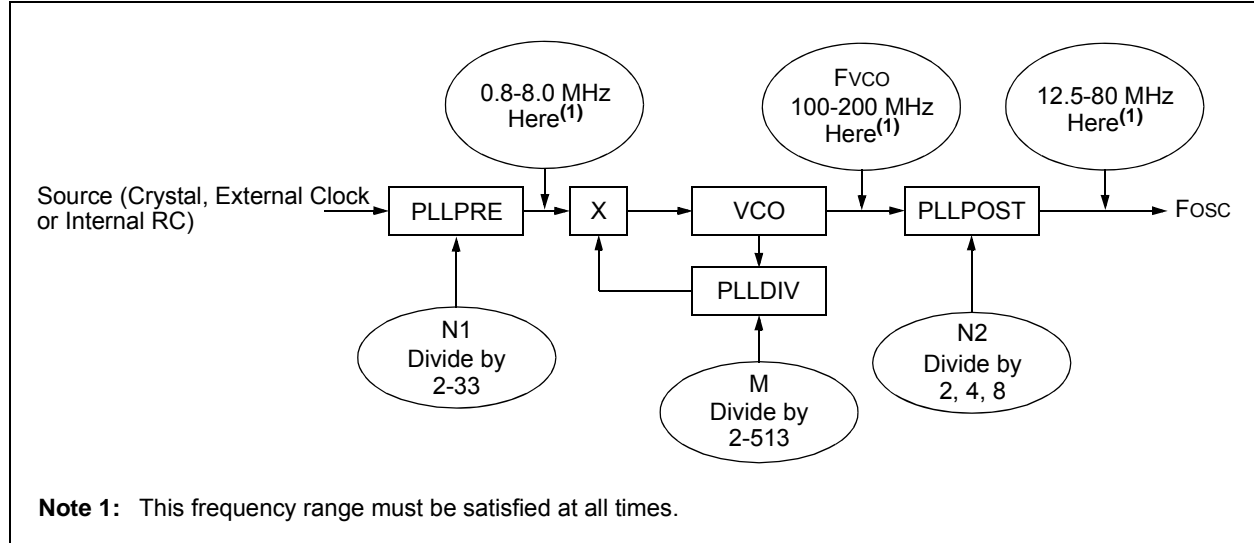 0.8-8.0 MHz
Here(1)
FVCO
100-200 MHz
Here(1)
12.5-80 MHz
Here(1)
Source (Crystal, External Clock
or Internal RC)
PLLPRE
X
VCO
PLLPOST
FOSC
PLLDIV
N1
Divide by
2-33
M
Divide by
2-513
N2
Divide by
2, 4, 8
Note 1: This frequency range must be satisfied at all times.